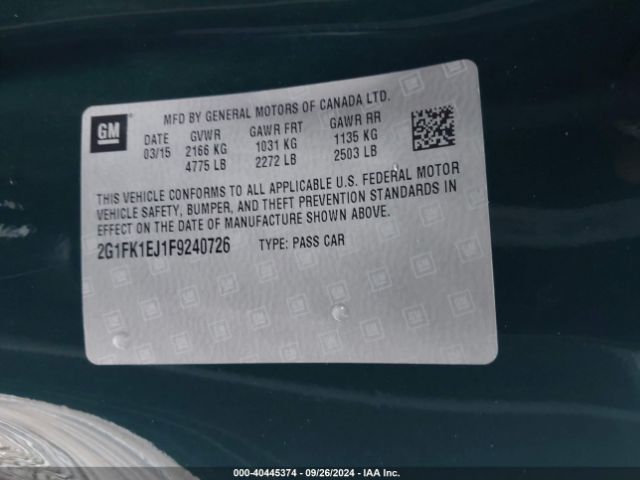 MFD BY GENERAL MOTORS OF CANADA LTD.
GM
DATE GVWR GAWR FRT GAWR RR
03/15 2166 KG 1031 KG 1135 KG
4775 LB 2272 LB 2503 LB
THIS VEHICLE CONFORMS TO ALL APPLICABLE U.S. FEDERAL MOTOR
VEHICLE SAFETY, BUMPER, AND THEFT PREVENTION STANDARDS IN
EFFECT ON THE DATE OF MANUFACTURE SHOWN ABOVE.
2G1FK1EJ1F9240726 TYPE: PASS CAR
000-40445374 - 09/26/2024 - IAA Inc.